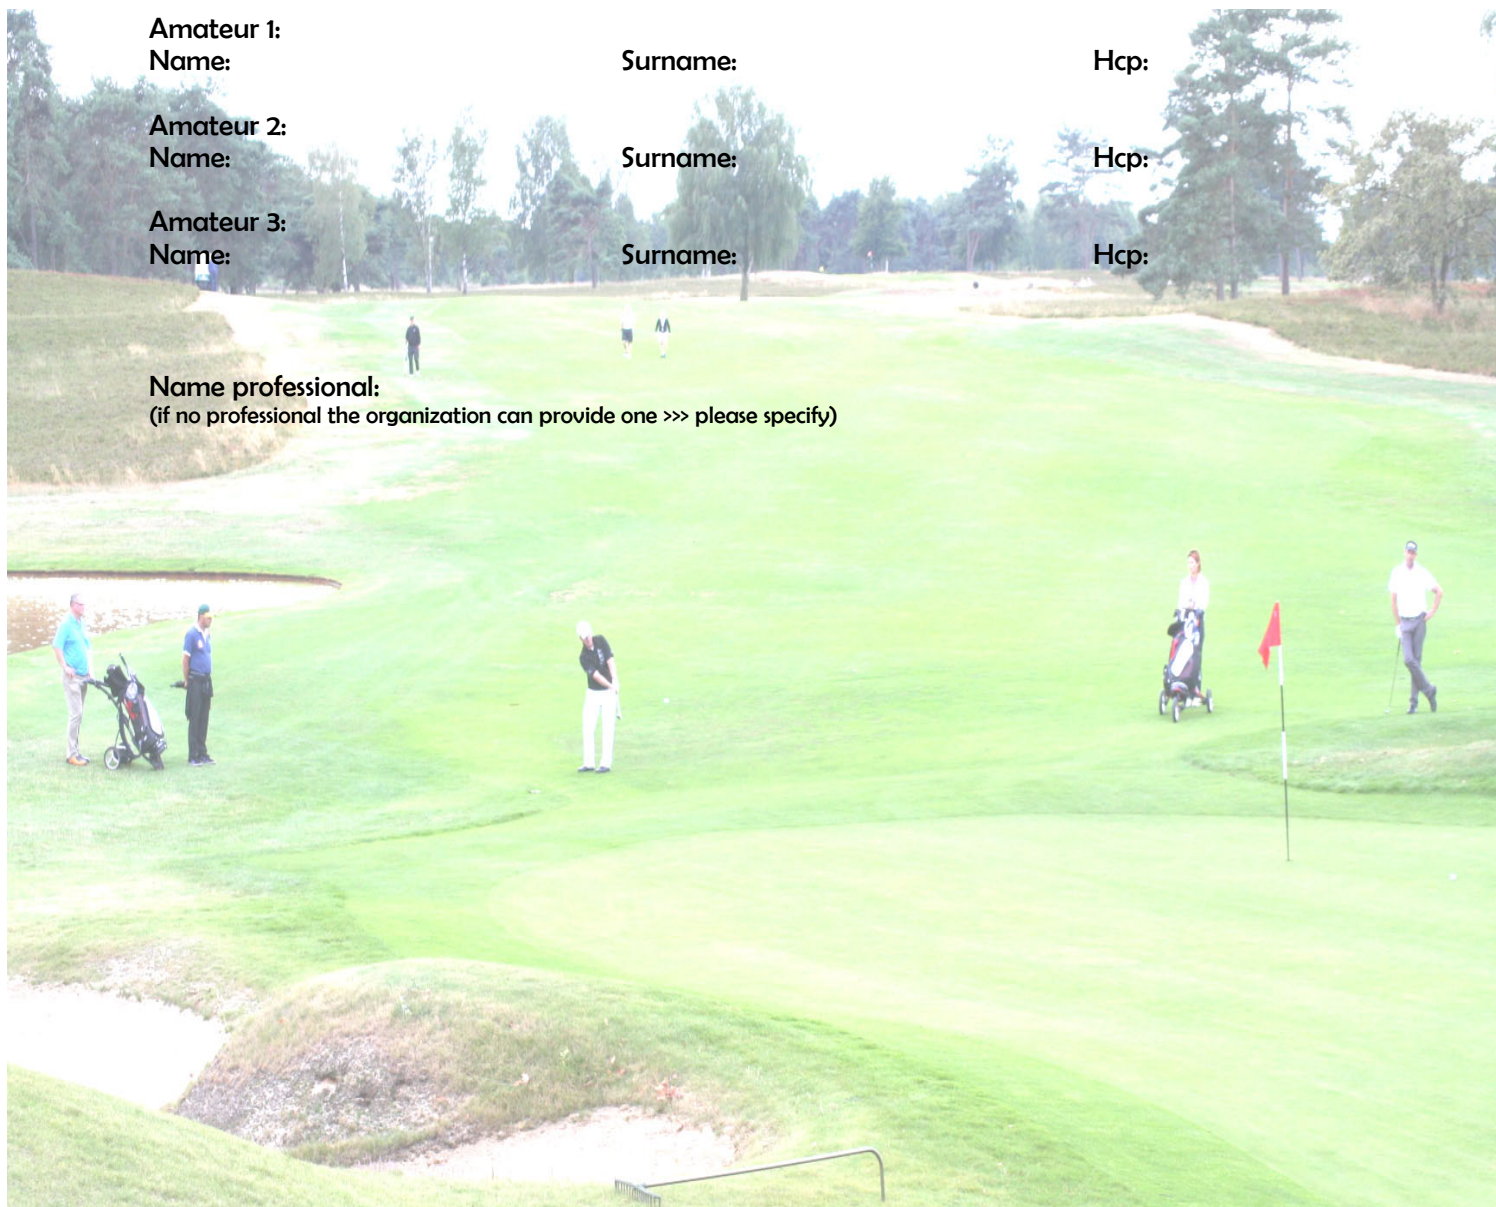 Amateur 1:
Name: Surname: Hcp:
Amateur 2:
Name: Surname: Hcp:
Amateur 3:
Name: Surname: Hcp:
Name professional:
(if no professional the organization can provide one >>> please specify)